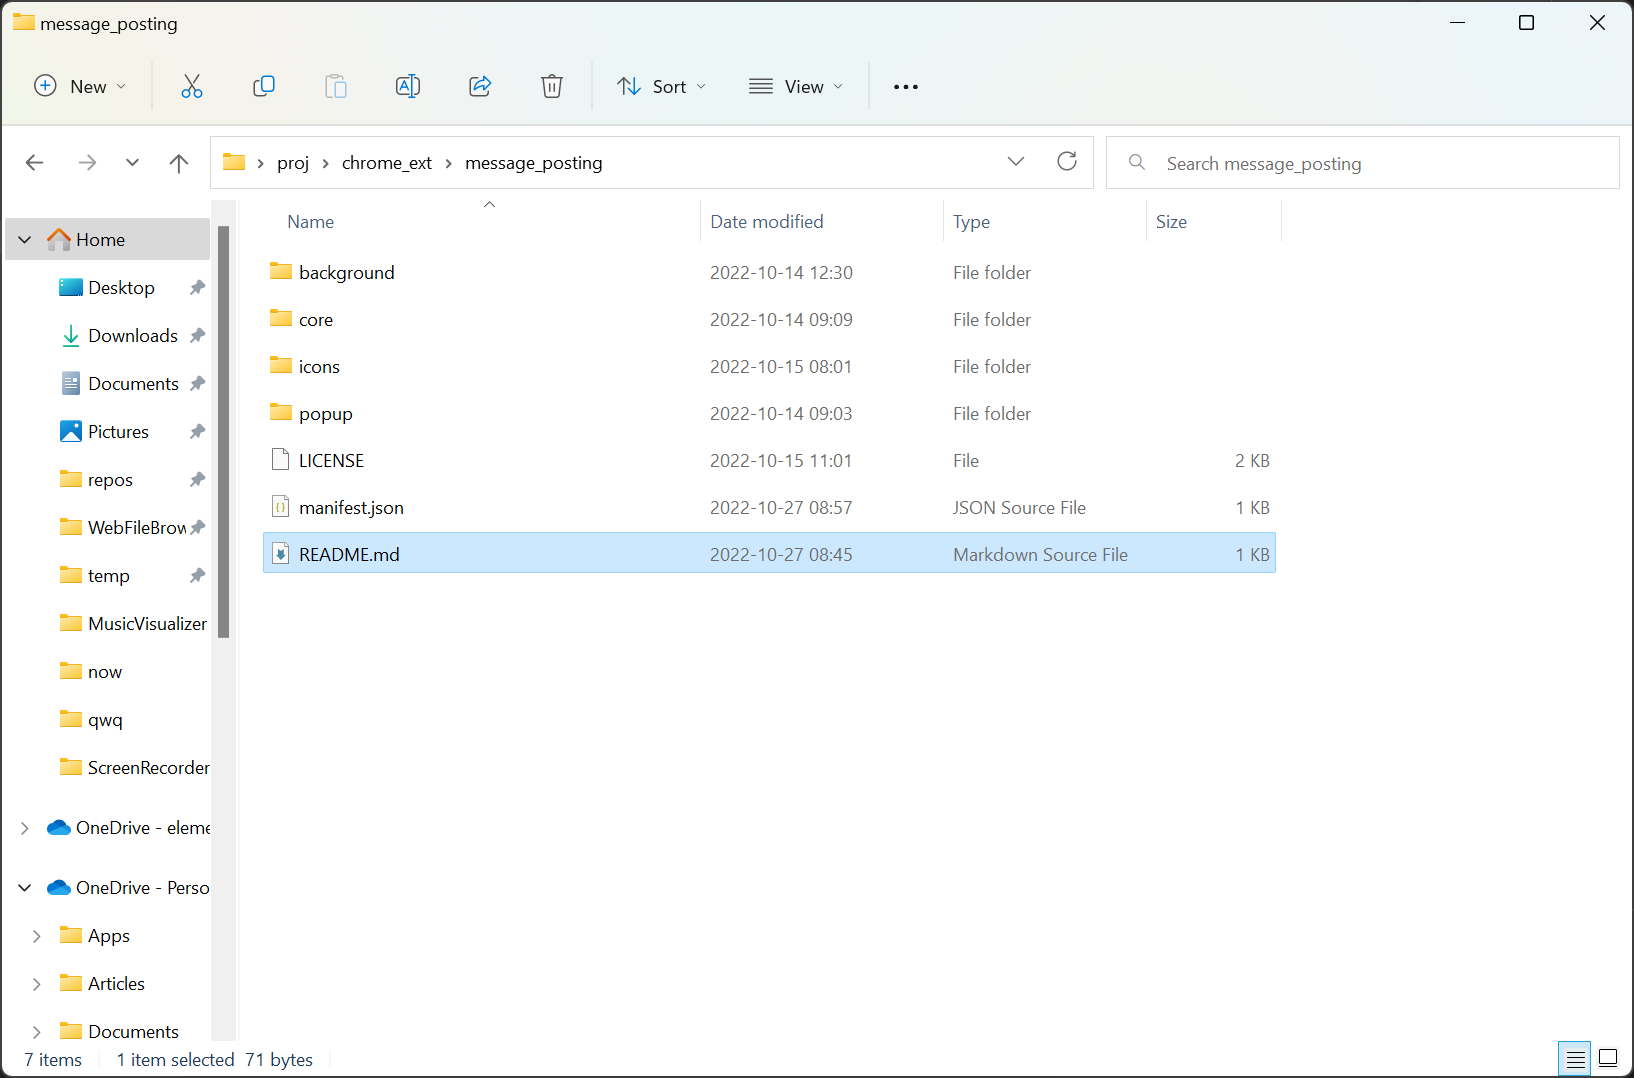 message_posting
New
Sort
View
proj
chrome_ext
message_posting
Search message_posting
Name
Date modified
Type
Size
background
2022-10-14 12:30
File folder
core
2022-10-14 09:09
File folder
icons
2022-10-15 08:01
File folder
popup
2022-10-14 09:03
File folder
LICENSE
2022-10-15 11:01
File
2 KB
manifest.json
2022-10-27 08:57
JSON Source File
1 KB
README.md
2022-10-27 08:45
Markdown Source File
1 KB
Home
Desktop
Downloads
Documents
Pictures
repos
WebFileBrow
temp
MusicVisualizer
now
qwq
ScreenRecorder
OneDrive - eleme
OneDrive - Perso
Apps
Articles
Documents
7 items
1 item selected 71 bytes